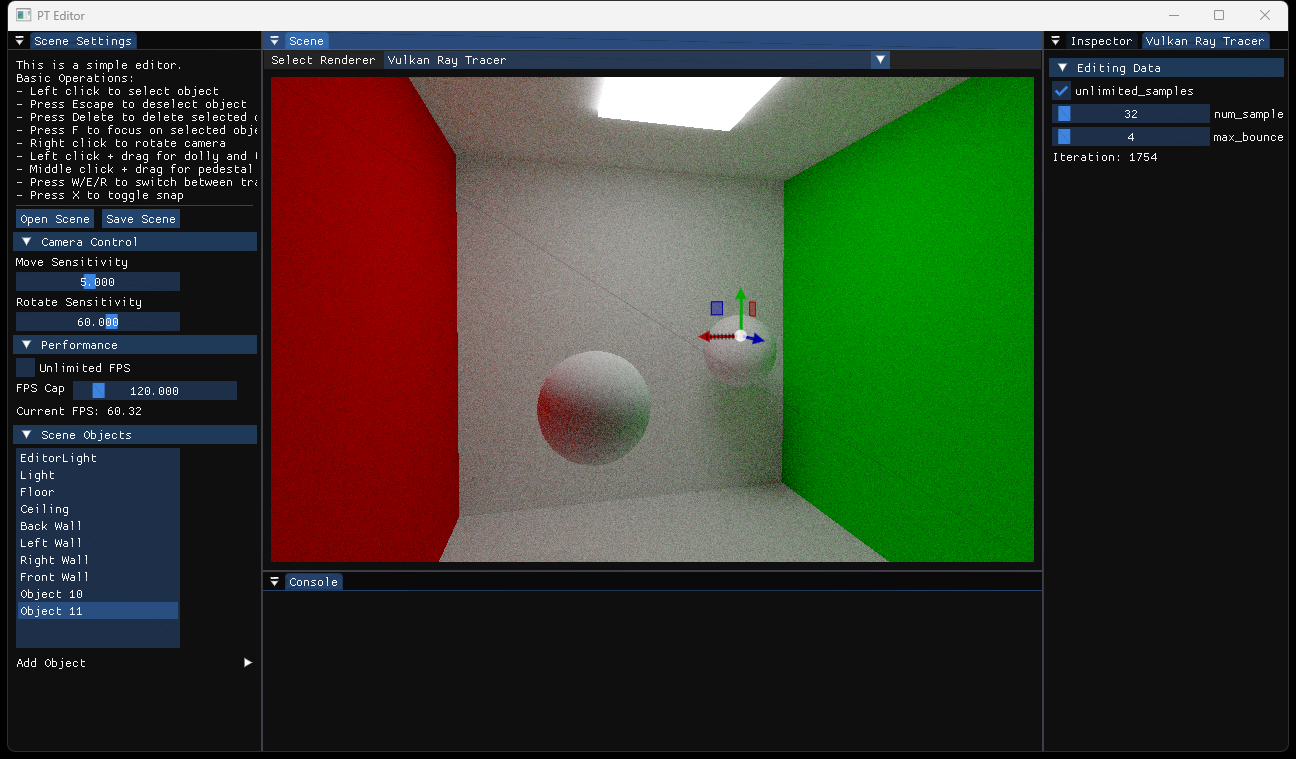 PT Editor
Scene Settings
This is a simple editor.
Basic Operations:
- Left click to select object
- Press Escape to deselect object
- Press Delete to delete selected
- Press F to focus on selected obje
- Right click to rotate camera
- Left click + drag for dolly and
- Middle click + drag for pedestal
- Press W/E/R to switch between tra
- Press X to toggle snap
Open Scene Save Scene
Camera Control
Move Sensitivity
5.000
Rotate Sensitivity
60.000
Performance
Unlimited FPS
FPS Cap 120.000
Current FPS: 60.32
Scene Objects
EditorLight
Light
Floor
Ceiling
Back Wall
Left Wall
Right Wall
Front Wall
Object 10
Object 11
Add Object
Scene
Select Renderer Vulkan Ray Tracer
Console
Inspector Vulkan Ray Tracer
Editing Data
unlimited_samples
32 num_sample
4 max_bounce
Iteration: 1754